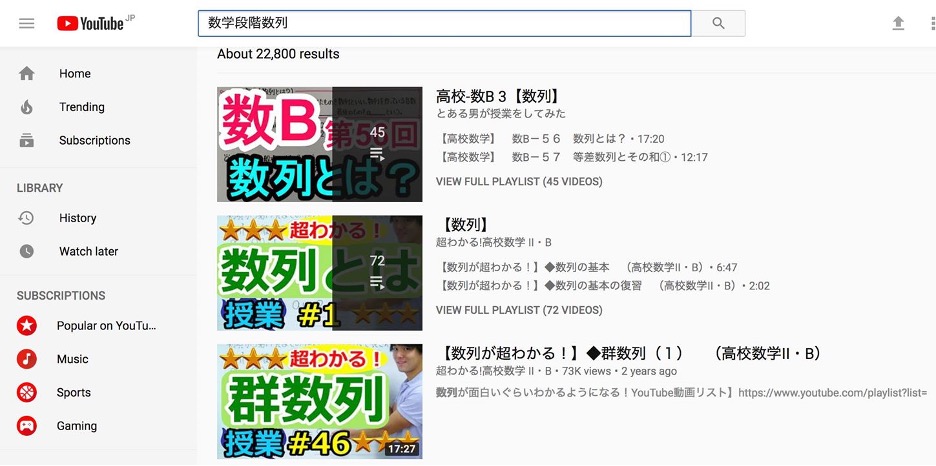 YouTube JP
数学段階数列
About 22,800 results
Home
Trending
Subscriptions
LIBRARY
History
Watch later
SUBSCRIPTIONS
Popular on YouTu...
Music
Sports
Gaming
数B
第56回
数列とは?
45
高校-数B 3【数列】
とある男が授業をしてみた
【高校数学】 数B-56 数列とは?・17:20
【高校数学】 数B-57 等差数列とその和①・12:17
VIEW FULL PLAYLIST (45 VIDEOS)
超わかる!
数列とは
授業 #1
72
【数列】
超わかる!高校数学 II・B
【数列が超わかる!】◆数列の基本 (高校数学II・B)・6:47
【数列が超わかる!】◆数列の基本の復習 (高校数学II・B)・2:02
VIEW FULL PLAYLIST (72 VIDEOS)
超わかる!
群数列
授業 #46
17:27
【数列が超わかる!】◆群数列(1) (高校数学II・B)
超わかる!高校数学 II・B・73K views・2 years ago
数列が面白いぐらいわかるようになる!YouTube動画リスト】https://www.youtube.com/playlist?list=